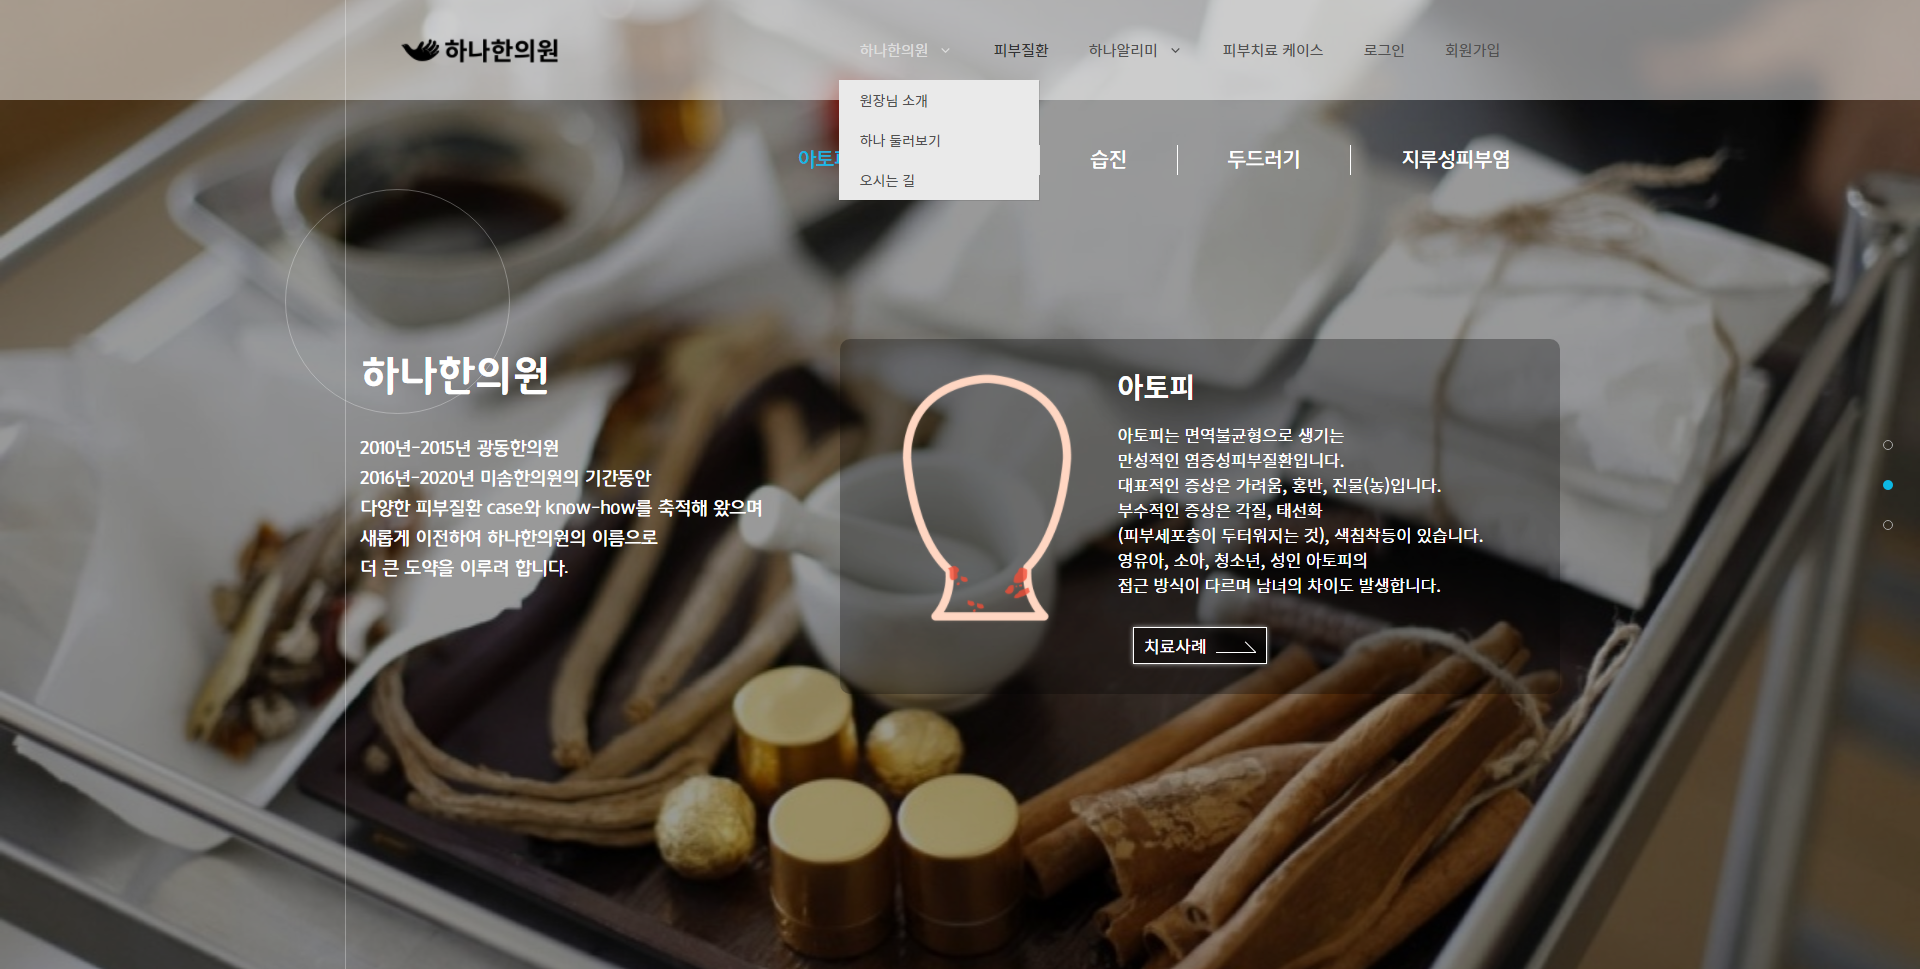 하나한의원
하나한의원 피부질환 하나알리미 피부치료 케이스 로그인 회원가입
원장님 소개
하나 둘러보기
오시는 길
습진 두드러기 지루성피부염
하나한의원
2010년-2015년 광동한의원
2016년-2020년 미솜한의원의 기간동안
다양한 피부질환 case와 know-how를 축적해 왔으며
새롭게 이전하여 하나한의원의 이름으로
더 큰 도약을 이루려 합니다.
아토피
아토피는 면역불균형으로 생기는
만성적인 염증성피부질환입니다.
대표적인 증상은 가려움, 홍반, 진물(농)입니다.
부수적인 증상은 각질, 태선화
(피부세포층이 두터워지는 것), 색침착등이 있습니다.
영유아, 소아, 청소년, 성인 아토피의
접근 방식이 다르며 남녀의 차이도 발생합니다.
치료사례